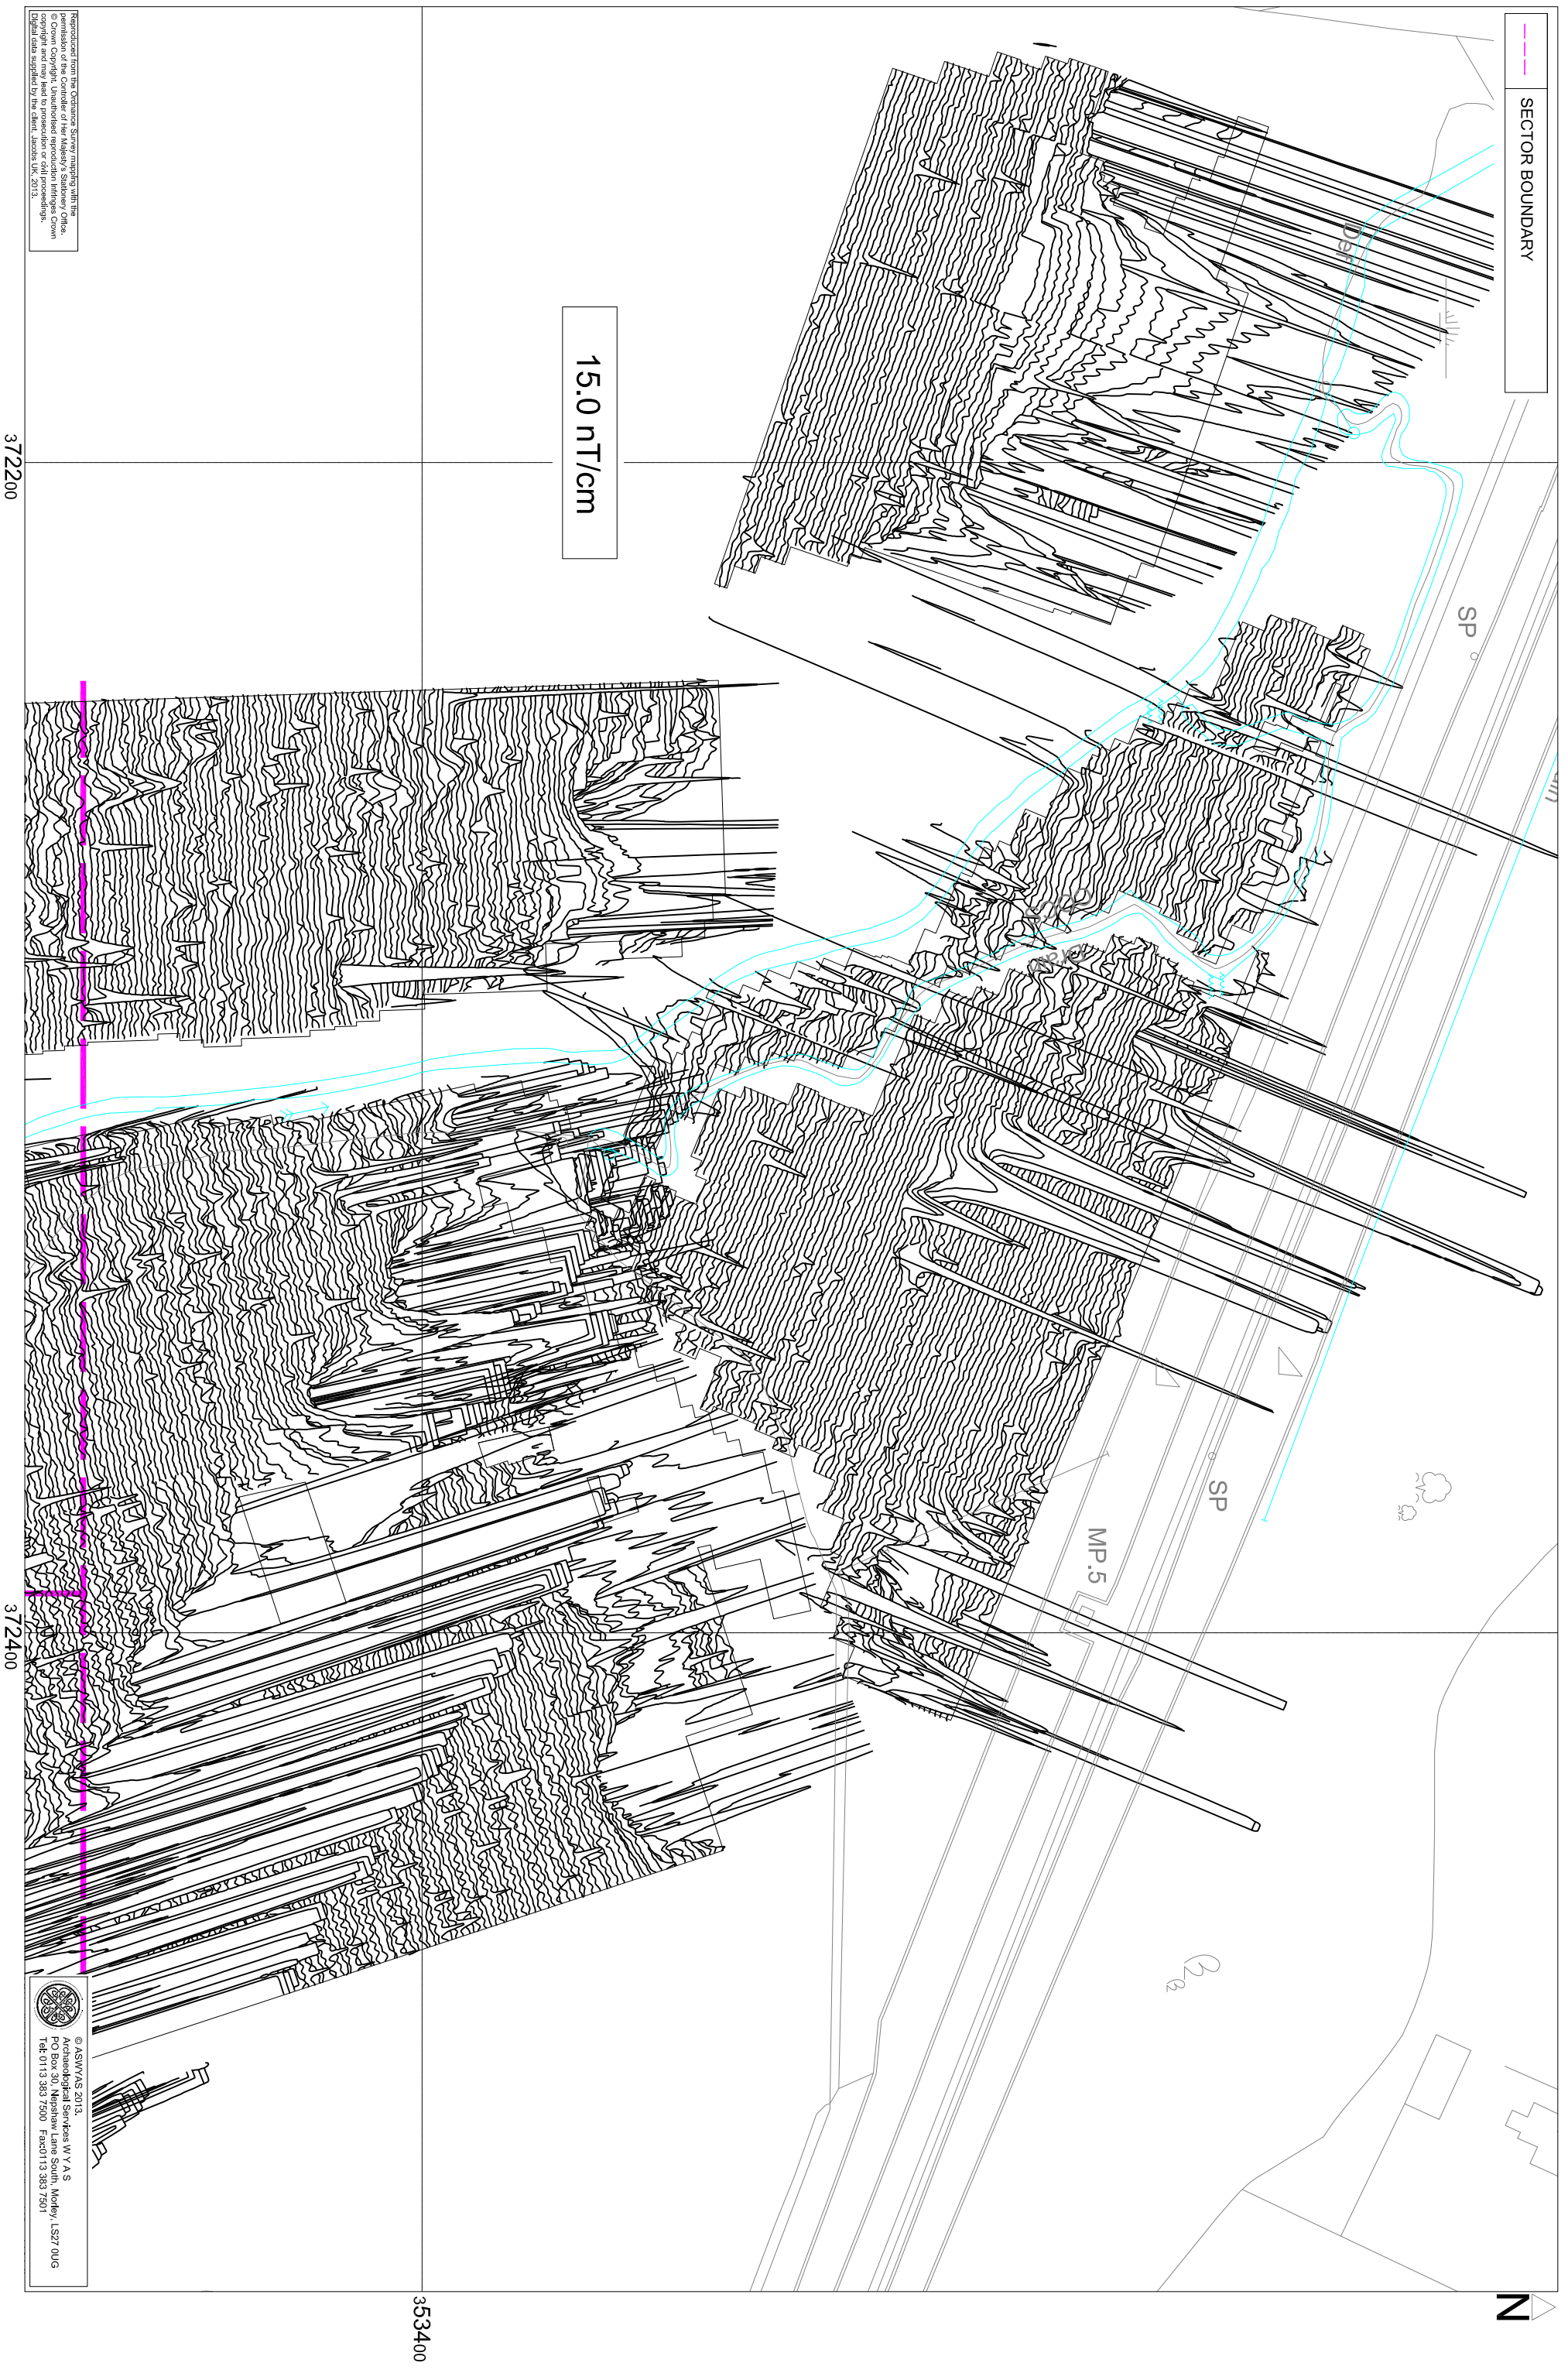 SECTOR BOUNDARY
Reproduced from the Ordnance Survey mapping with the
permission of the Controller of Her Majesty's Stationery Office.
© Crown Copyright. Unauthorised reproduction infringes Crown
copyright and may lead to prosecution or civil proceedings.
Digital data supplied by the client, Jacobs UK, 2013.
15.0 nT/cm
Def
SP
Drain
SP
MP.5
372200
372400
353400
N
© ASWYAS 2013.
Archaeological Services W Y A S
PO Box 30, Nepshaw Lane South, Morley, LS27 0UG
Tel: 0113 383 7500 Fax:0113 383 7501